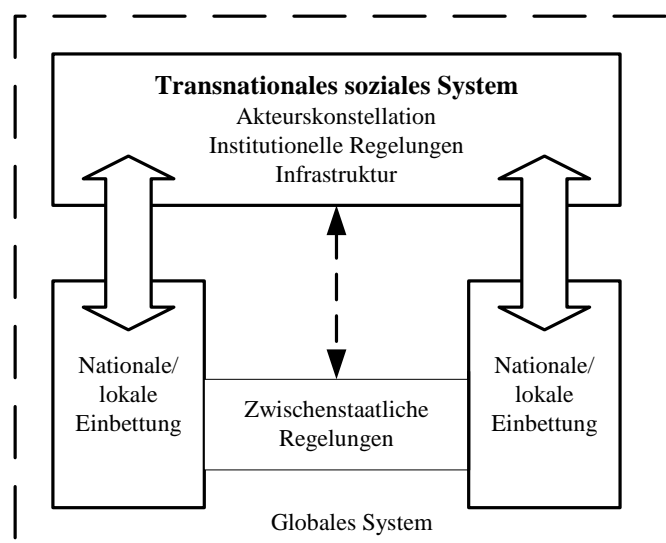 Transnationales soziales System
Akteurskonstellation
Institutionelle Regelungen
Infrastruktur
Nationale/
lokale
Einbettung
Zwischenstaatliche
Regelungen
Nationale/
lokale
Einbettung
Globales System